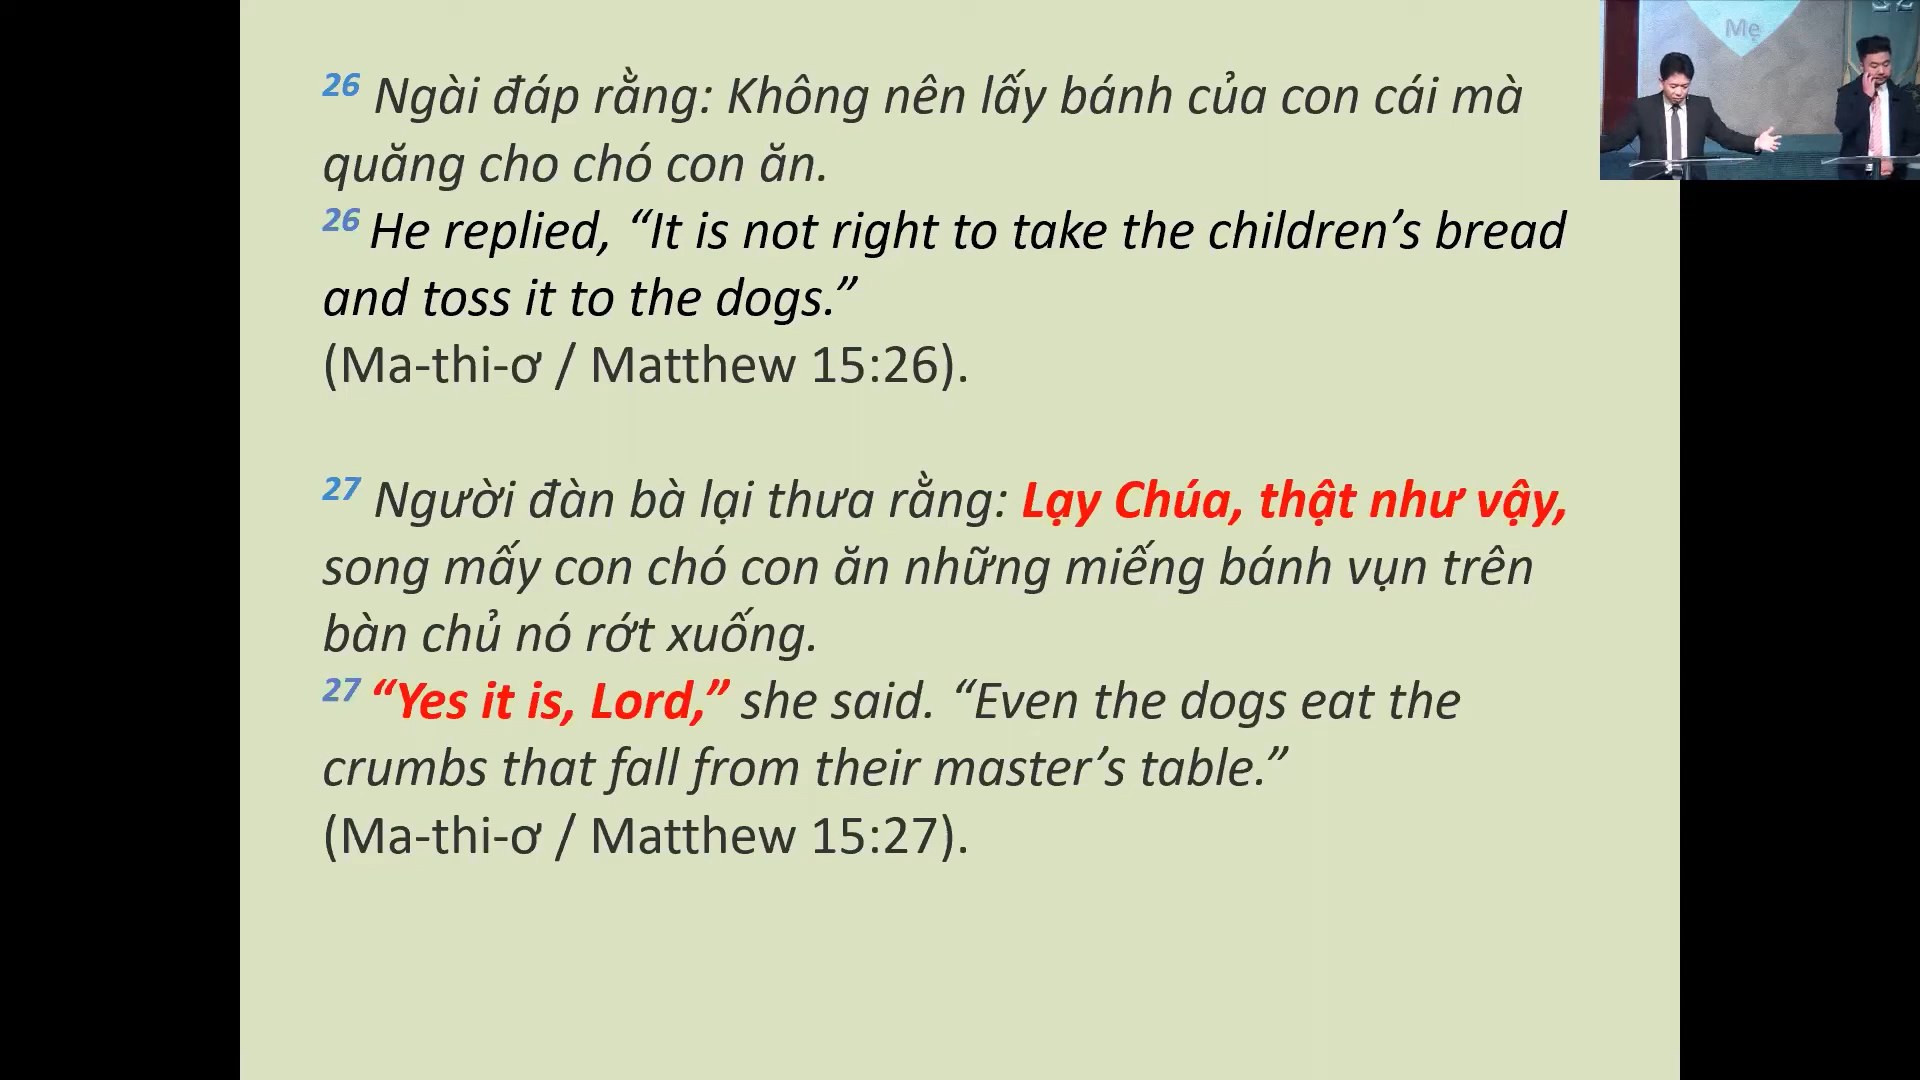 Mẹ
26 Ngài đáp rằng: Không nên lấy bánh của con cái mà
quăng cho chó con ăn.
26 He replied, “It is not right to take the children’s bread
and toss it to the dogs.”
(Ma-thi-ơ / Matthew 15:26).
27 Người đàn bà lại thưa rằng: Lạy Chúa, thật như vậy,
song mấy con chó con ăn những miếng bánh vụn trên
bàn chủ nó rớt xuống.
27 “Yes it is, Lord,” she said. “Even the dogs eat the
crumbs that fall from their master’s table.”
(Ma-thi-ơ / Matthew 15:27).